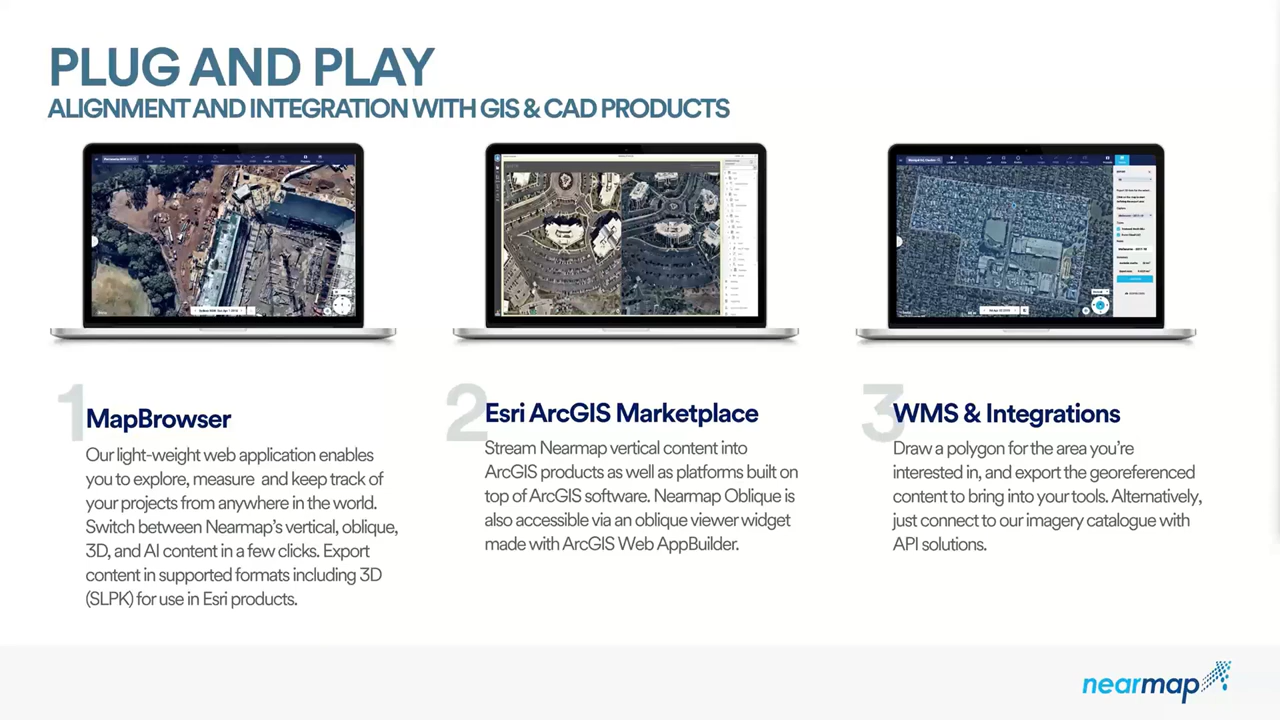 PLUG AND PLAY
ALIGNMENT AND INTEGRATION WITH GIS & CAD PRODUCTS
1
MapBrowser
Our light-weight web application enables
you to explore, measure and keep track of
your projects from anywhere in the world.
Switch between Nearmap's vertical, oblique,
3D, and AI content in a few clicks. Export
content in supported formats including 3D
(SLPK) for use in Esri products.
2
Esri ArcGIS Marketplace
Stream Nearmap vertical content into
ArcGIS products as well as platforms built on
top of ArcGIS software. Nearmap Oblique is
also accessible via an oblique viewer widget
made with ArcGIS Web AppBuilder.
3
WMS & Integrations
Draw a polygon for the area you're
interested in, and export the georeferenced
content to bring into your tools. Alternatively,
just connect to our imagery catalogue with
API solutions.
nearmap